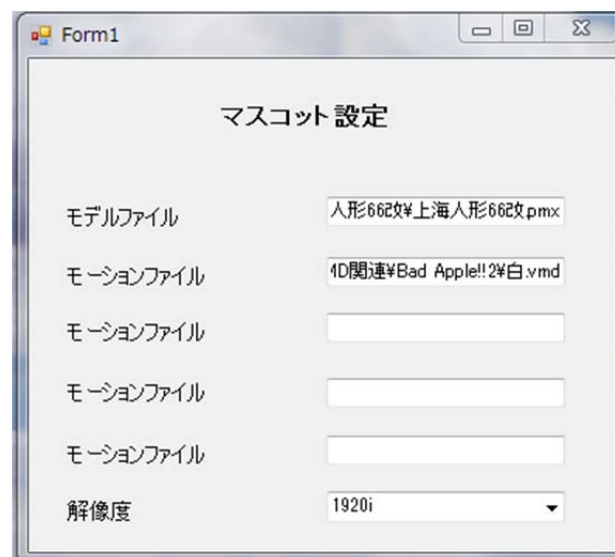 Form1
マスコット設定
モデルファイル
人形66改¥上海人形66改.pmx
モーションファイル
MD関連¥Bad Apple!!2¥白.vmd
モーションファイル
モーションファイル
モーションファイル
解像度
1920i